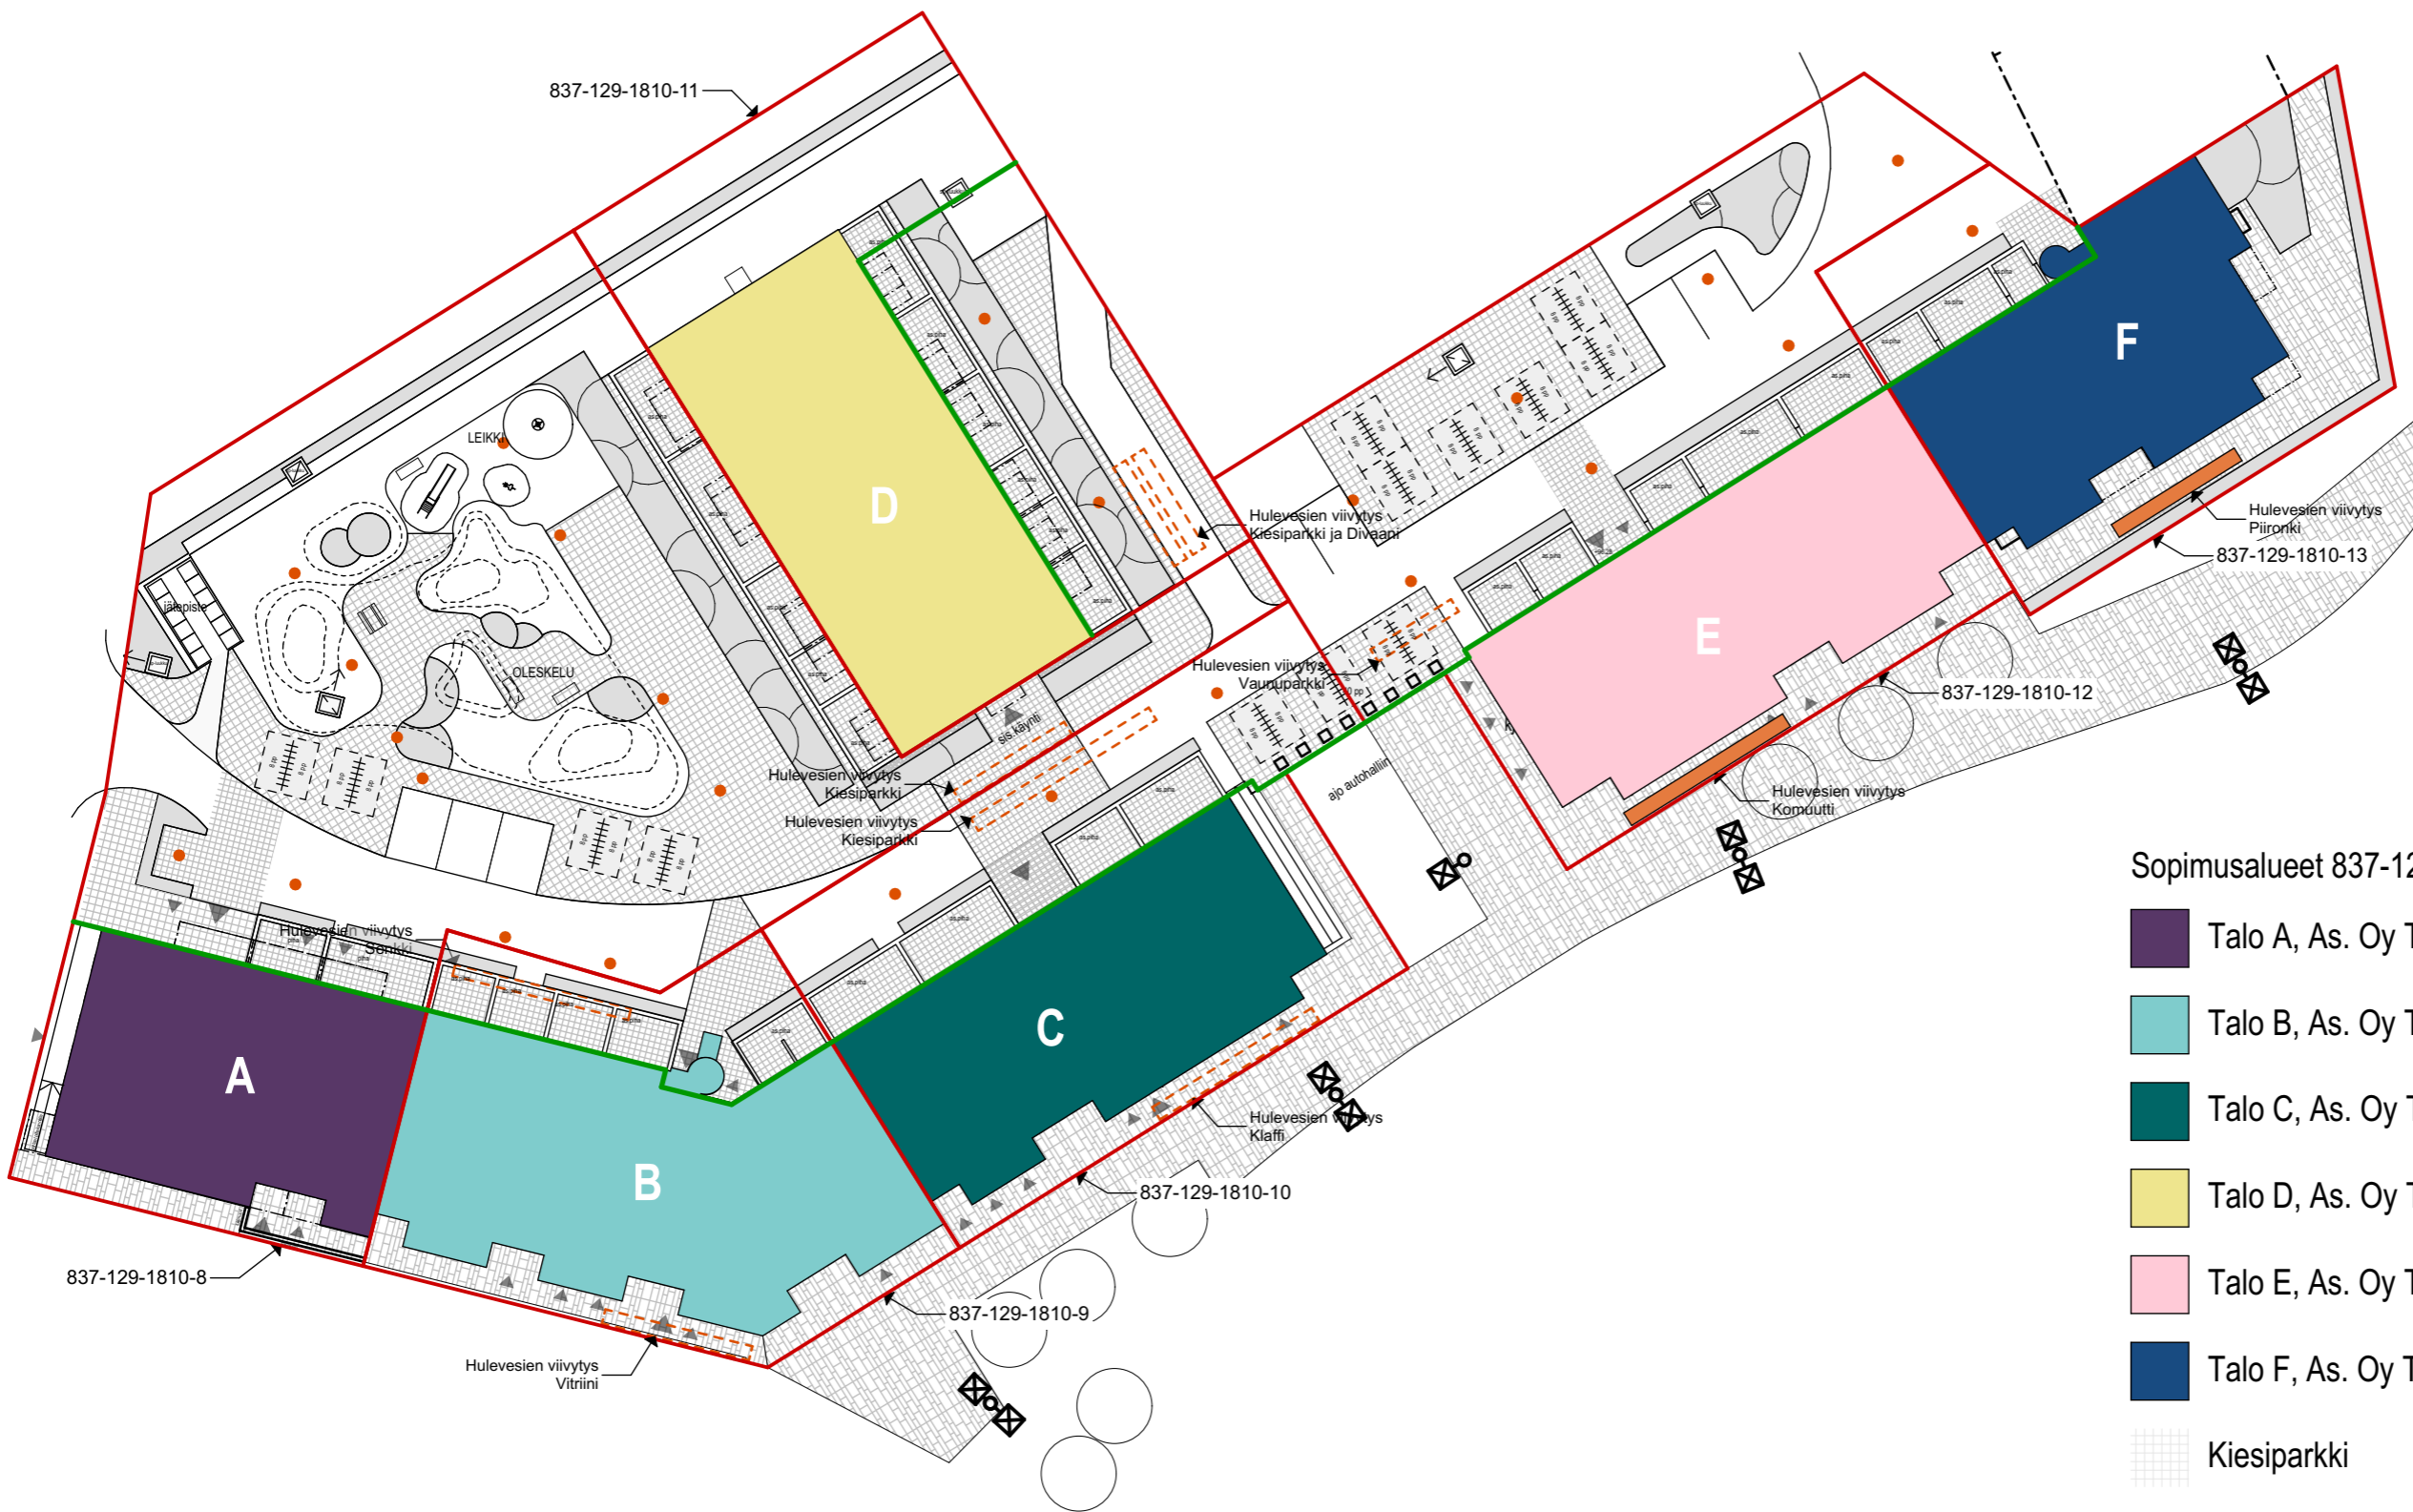 837-129-1810-11
LEIKKI
D
F
E
Hulevesien viivytys
Kiesiparkki ja Divaani
Hulevesien viivytys
Piironki
837-129-1810-13
jätepiste
OLESKELU
Hulevesien viivytys
Vaunuparkki
837-129-1810-12
sis.käynti
ajo autohalliin
Hulevesien viivytys
Kiesiparkki
Hulevesien viivytys
Kiesiparkki
Hulevesien viivytys
Komuutti
Hulevesien viivytys
Senkki
A
B
C
Hulevesien viivytys
Klaffi
837-129-1810-10
837-129-1810-8
837-129-1810-9
Hulevesien viivytys
Vitriini
Sopimusalueet 837-12
Talo A, As. Oy T
Talo B, As. Oy T
Talo C, As. Oy T
Talo D, As. Oy T
Talo E, As. Oy T
Talo F, As. Oy T
Kiesiparkki